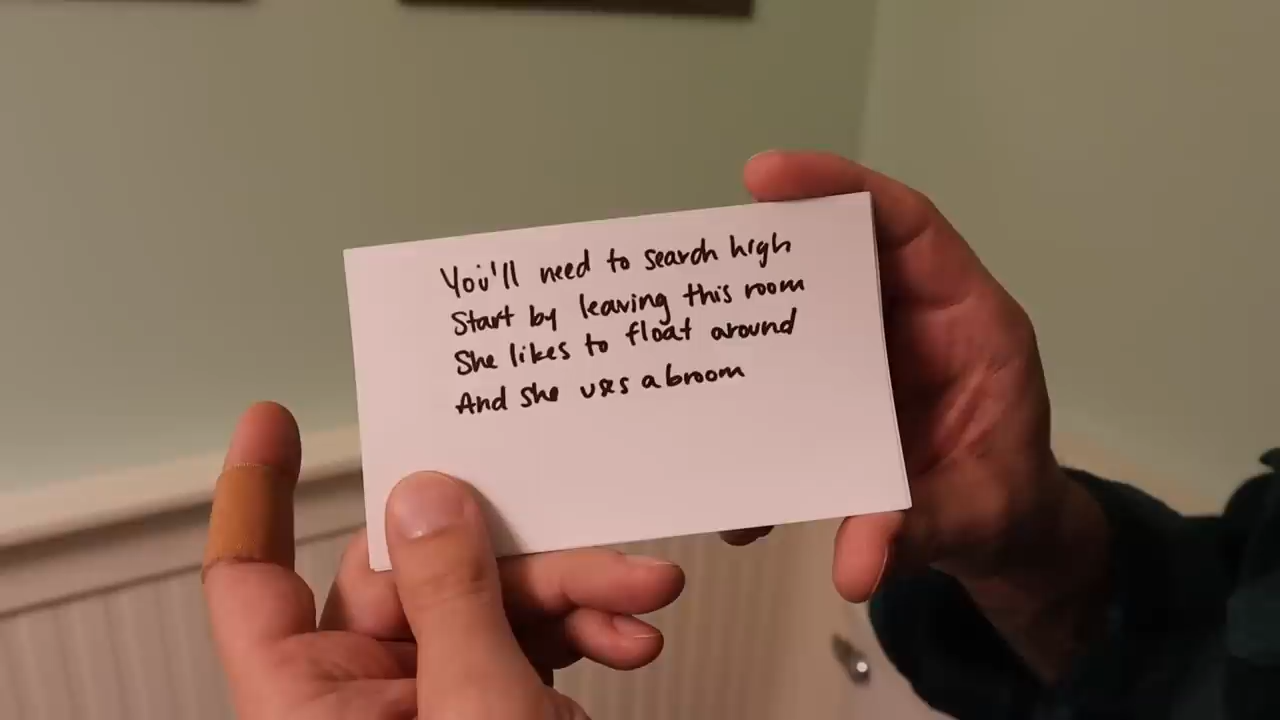 You'll need to search high
Start by leaving this room
She likes to float around
And she uses a broom